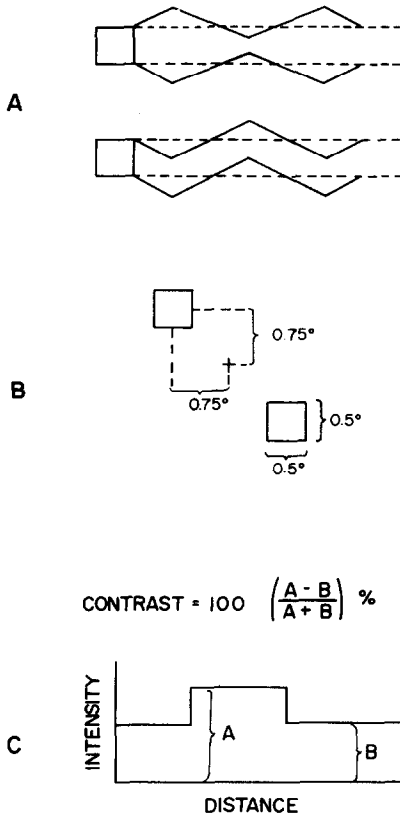 A
B
0.75°
0.75°
0.5°
0.5°
CONTRAST = 100 (A - B / A + B) %
C
INTENSITY
A
B
DISTANCE